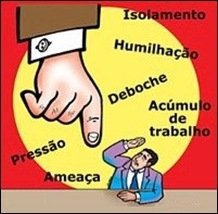 Isolamento
Humilhação
Deboche
Acúmulo
de
trabalho
Pressão
Ameaça